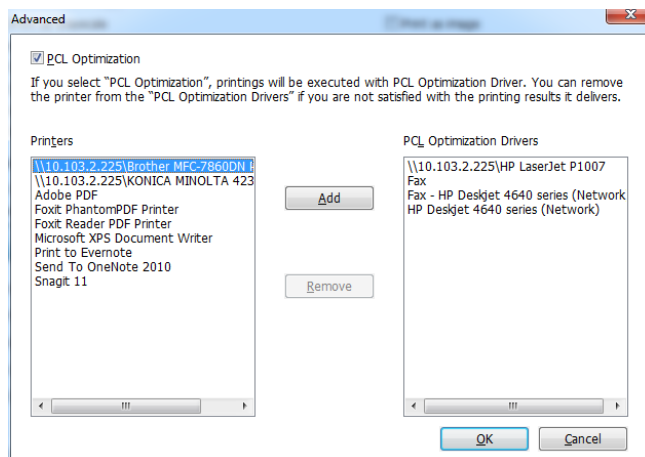 Advanced
Print as image
PCL Optimization
If you select “PCL Optimization”, printings will be executed with PCL Optimization Driver. You can remove
the printer from the “PCL Optimization Drivers” if you are not satisfied with the printing results it delivers.
Printers
\\10.103.2.225\Brother MFC-7860DN
\\10.103.2.225\KONICA MINOLTA 423
Adobe PDF
Foxit PhantomPDF Printer
Foxit Reader PDF Printer
Microsoft XPS Document Writer
Print to Evernote
Send To OneNote 2010
Snagit 11
Add
Remove
PCL Optimization Drivers
\\10.103.2.225\HP LaserJet P1007
Fax
Fax - HP Deskjet 4640 series (Network
HP Deskjet 4640 series (Network)
OK
Cancel